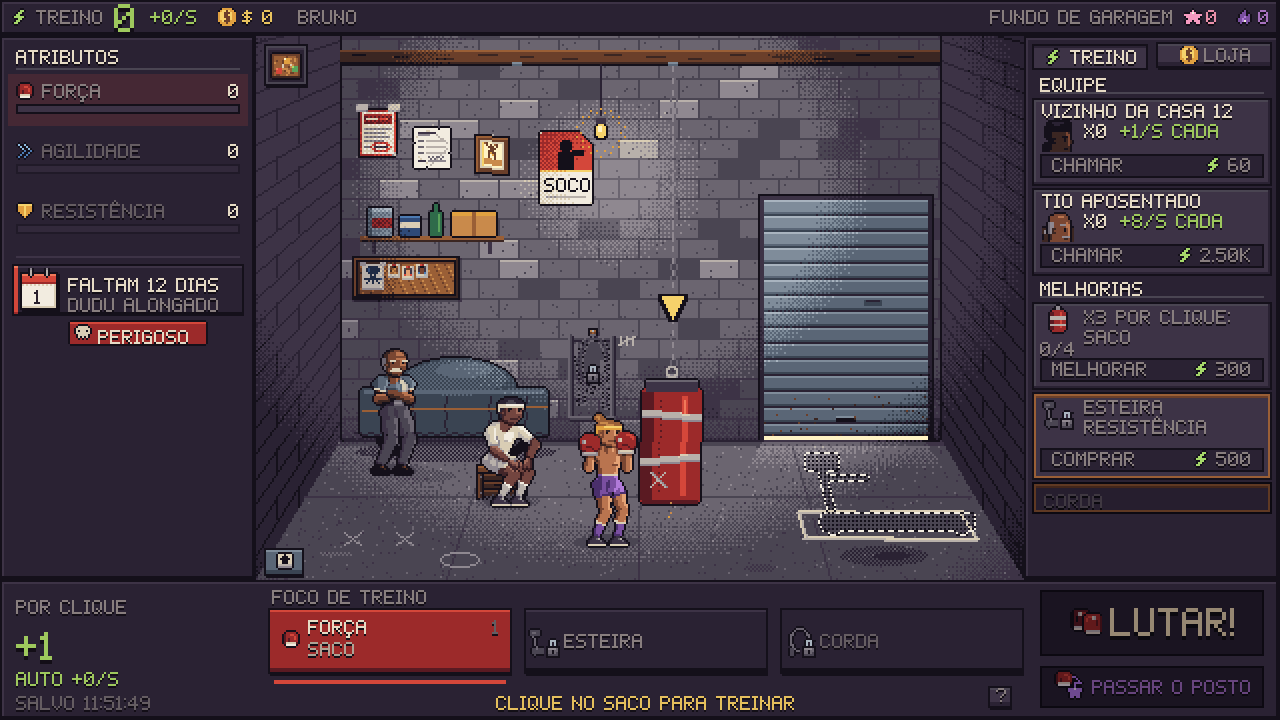 TREINO 0 +0/S $ 0 BRUNO
FUNDO DE GARAGEM 0 0
ATRIBUTOS
FORÇA 0
AGILIDADE 0
RESISTÊNCIA 0
1
FALTAM 12 DIAS
DUDU ALONGADO
PERIGOSO
SOCO
TREINO
LOJA
EQUIPE
VIZINHO DA CASA 12
X0 +1/S CADA
CHAMAR 60
TIO APOSENTADO
X0 +8/S CADA
CHAMAR 2.50K
MELHORIAS
X3 POR CLIQUE:
SACO
0/4
MELHORAR 300
ESTEIRA
RESISTÊNCIA
COMPRAR 500
CORDA
POR CLIQUE
+1
AUTO +0/S
SALVO 11:51:49
FOCO DE TREINO
FORÇA 1
SACO
ESTEIRA
CORDA
CLIQUE NO SACO PARA TREINAR
?
LUTAR!
PASSAR O POSTO